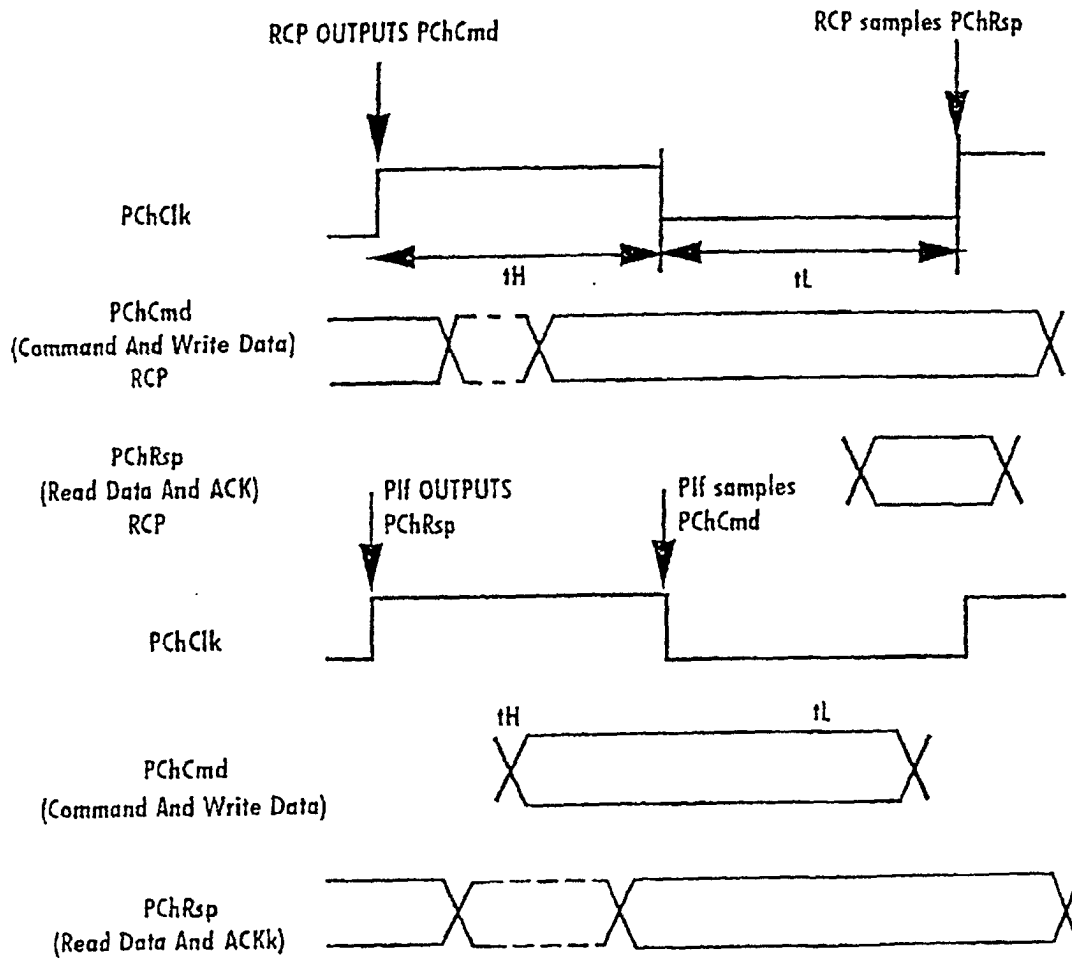 RCP OUTPUTS PChCmd
RCP samples PChRsp
PChClk
tH
tL
PChCmd
(Command And Write Data)
RCP
PChRsp
(Read Data And ACK)
RCP
PIf OUTPUTS
PChRsp
PIf samples
PChCmd
PChClk
tH
tL
PChCmd
(Command And Write Data)
PChRsp
(Read Data And ACKk)